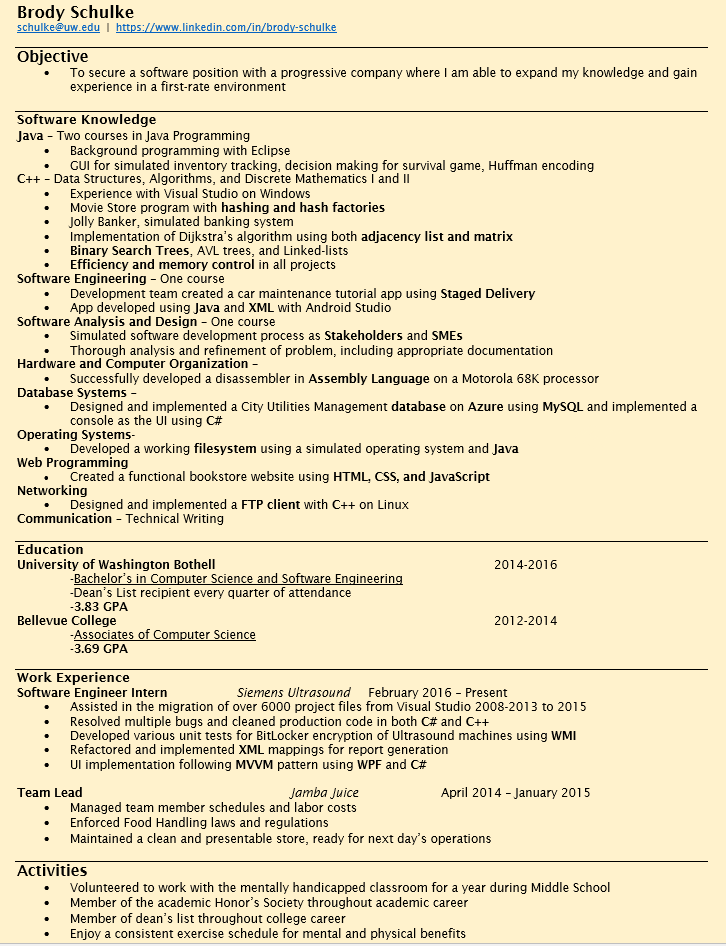 Brody Schulke
schulke@uw.edu | https://www.linkedin.com/in/brody-schulke
Objective
• To secure a software position with a progressive company where I am able to expand my knowledge and gain
experience in a first-rate environment
Software Knowledge
Java – Two courses in Java Programming
• Background programming with Eclipse
• GUI for simulated inventory tracking, decision making for survival game, Huffman encoding
C++ – Data Structures, Algorithms, and Discrete Mathematics I and II
• Experience with Visual Studio on Windows
• Movie Store program with hashing and hash factories
• Jolly Banker, simulated banking system
• Implementation of Dijkstra's algorithm using both adjacency list and matrix
• Binary Search Trees, AVL trees, and Linked-lists
• Efficiency and memory control in all projects
Software Engineering – One course
• Development team created a car maintenance tutorial app using Staged Delivery
• App developed using Java and XML with Android Studio
Software Analysis and Design – One course
• Simulated software development process as Stakeholders and SMEs
• Thorough analysis and refinement of problem, including appropriate documentation
Hardware and Computer Organization –
• Successfully developed a disassembler in Assembly Language on a Motorola 68K processor
Database Systems –
• Designed and implemented a City Utilities Management database on Azure using MySQL and implemented a
console as the UI using C#
Operating Systems-
• Developed a working filesystem using a simulated operating system and Java
Web Programming
• Created a functional bookstore website using HTML, CSS, and JavaScript
Networking
• Designed and implemented a FTP client with C++ on Linux
Communication – Technical Writing
Education
University of Washington Bothell 2014-2016
-Bachelor's in Computer Science and Software Engineering
-Dean's List recipient every quarter of attendance
-3.83 GPA
Bellevue College 2012-2014
-Associates of Computer Science
-3.69 GPA
Work Experience
Software Engineer Intern Siemens Ultrasound February 2016 – Present
• Assisted in the migration of over 6000 project files from Visual Studio 2008-2013 to 2015
• Resolved multiple bugs and cleaned production code in both C# and C++
• Developed various unit tests for BitLocker encryption of Ultrasound machines using WMI
• Refactored and implemented XML mappings for report generation
• UI implementation following MVVM pattern using WPF and C#
Team Lead Jamba Juice April 2014 – January 2015
• Managed team member schedules and labor costs
• Enforced Food Handling laws and regulations
• Maintained a clean and presentable store, ready for next day's operations
Activities
• Volunteered to work with the mentally handicapped classroom for a year during Middle School
• Member of the academic Honor's Society throughout academic career
• Member of dean's list throughout college career
• Enjoy a consistent exercise schedule for mental and physical benefits